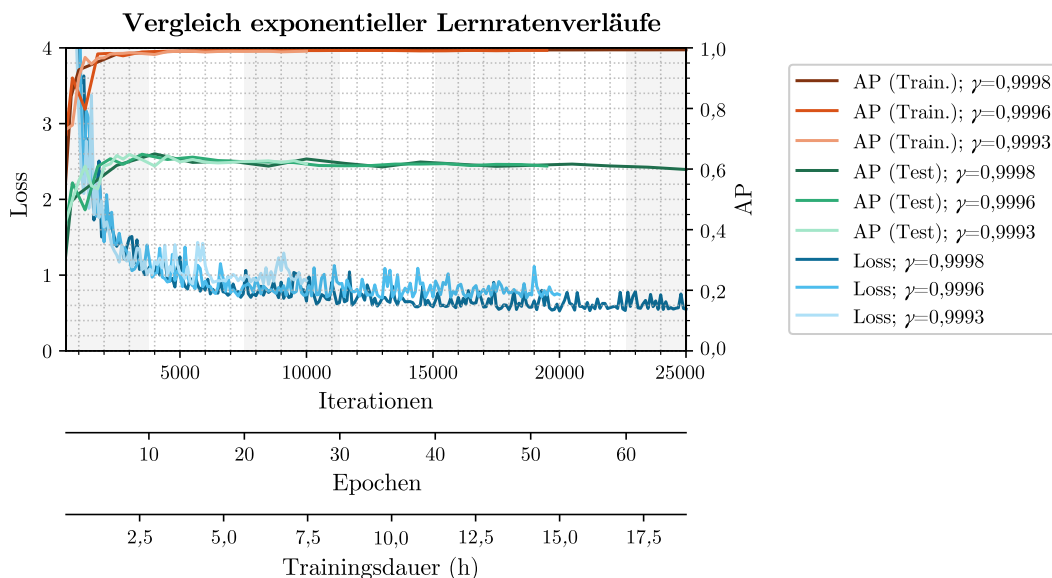 Vergleich exponentieller Lernratenverläufe
4
3
2
1
0
Loss
1,0
0,8
0,6
0,4
0,2
0,0
AP
5000 10000 15000 20000 25000
Iterationen
10 20 30 40 50 60
Epochen
2,5 5,0 7,5 10,0 12,5 15,0 17,5
Trainingsdauer (h)
AP (Train.); γ=0,9998
AP (Train.); γ=0,9996
AP (Train.); γ=0,9993
AP (Test); γ=0,9998
AP (Test); γ=0,9996
AP (Test); γ=0,9993
Loss; γ=0,9998
Loss; γ=0,9996
Loss; γ=0,9993